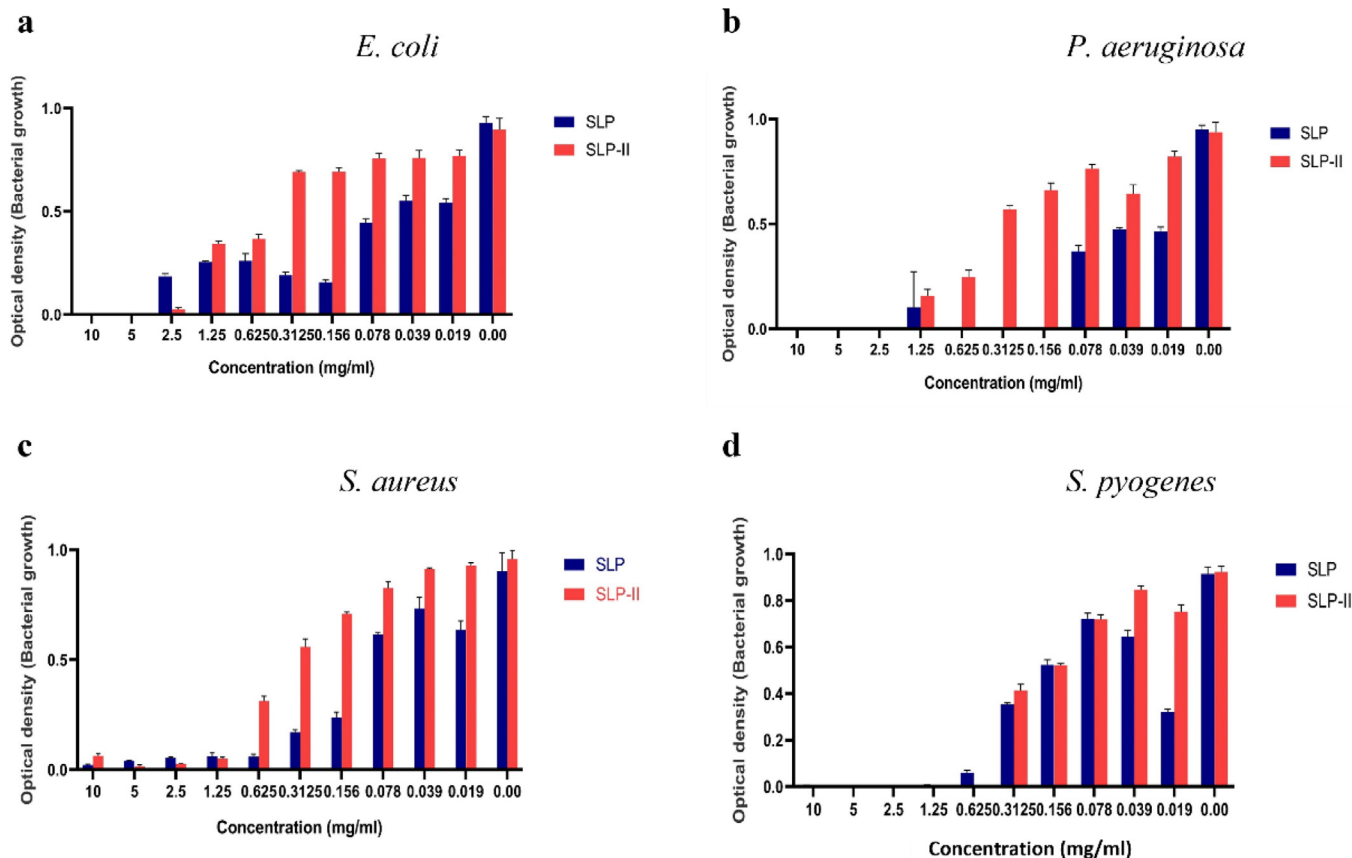 a
E. coli
Optical density (Bacterial growth)
1.0
0.5
0.0
10 5 2.5 1.25 0.625 0.3125 0.156 0.078 0.039 0.019 0.00
Concentration (mg/ml)
SLP
SLP-II
b
P. aeruginosa
Optical density (Bacterial growth)
1.0
0.5
0.0
10 5 2.5 1.25 0.625 0.3125 0.156 0.078 0.039 0.019 0.00
Concentration (mg/ml)
SLP
SLP-II
c
S. aureus
Optical density (Bacterial growth)
1.0
0.5
0.0
10 5 2.5 1.25 0.625 0.3125 0.156 0.078 0.039 0.019 0.00
Concentration (mg/ml)
SLP
SLP-II
d
S. pyogenes
Optical density (Bacterial growth)
1.0
0.8
0.6
0.4
0.2
0.0
10 5 2.5 1.25 0.625 0.3125 0.156 0.078 0.039 0.019 0.00
Concentration (mg/ml)
SLP
SLP-II